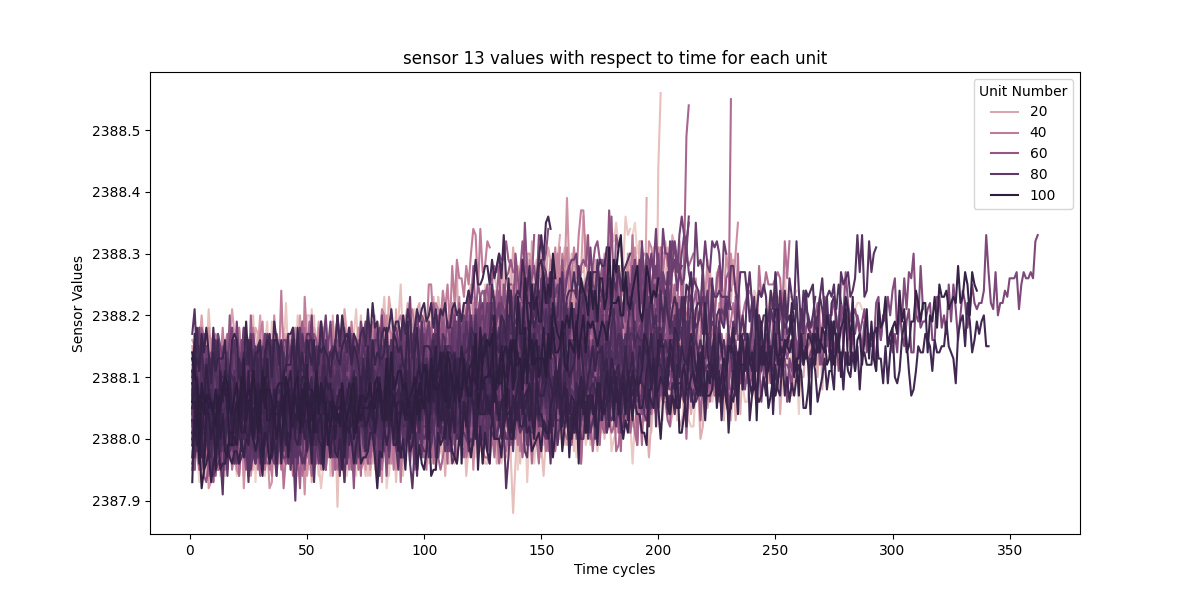 sensor 13 values with respect to time for each unit
Unit Number
20
40
60
80
100
2388.5
2388.4
2388.3
2388.2
2388.1
2388.0
2387.9
Sensor Values
0 50 100 150 200 250 300 350
Time cycles